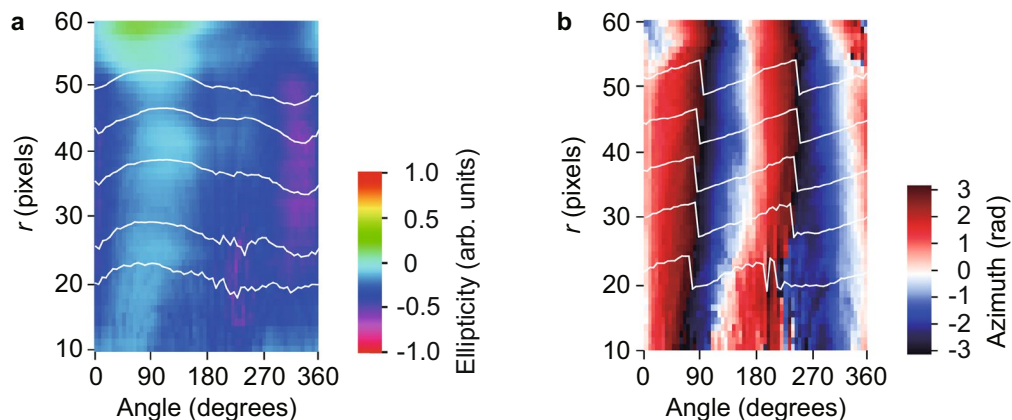 a
60
50
40
30
20
10
r (pixels)
0 90 180 270 360
Angle (degrees)
1.0
0.5
0
-0.5
-1.0
Ellipticity (arb. units)
b
60
50
40
30
20
10
r (pixels)
0 90 180 270 360
Angle (degrees)
3
2
1
0
-1
-2
-3
Azimuth (rad)